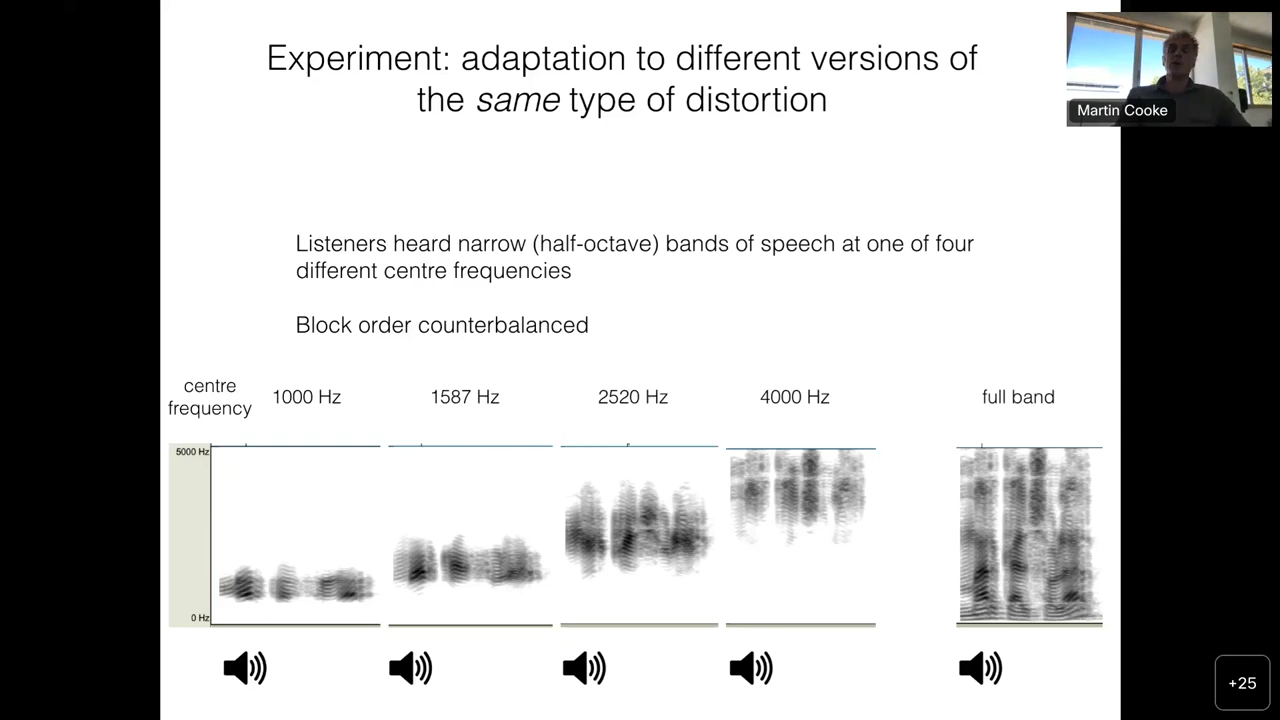 Experiment: adaptation to different versions of
the same type of distortion
Martin Cooke
Listeners heard narrow (half-octave) bands of speech at one of four
different centre frequencies
Block order counterbalanced
centre
frequency
1000 Hz
1587 Hz
2520 Hz
4000 Hz
full band
5000 Hz
0 Hz
+25